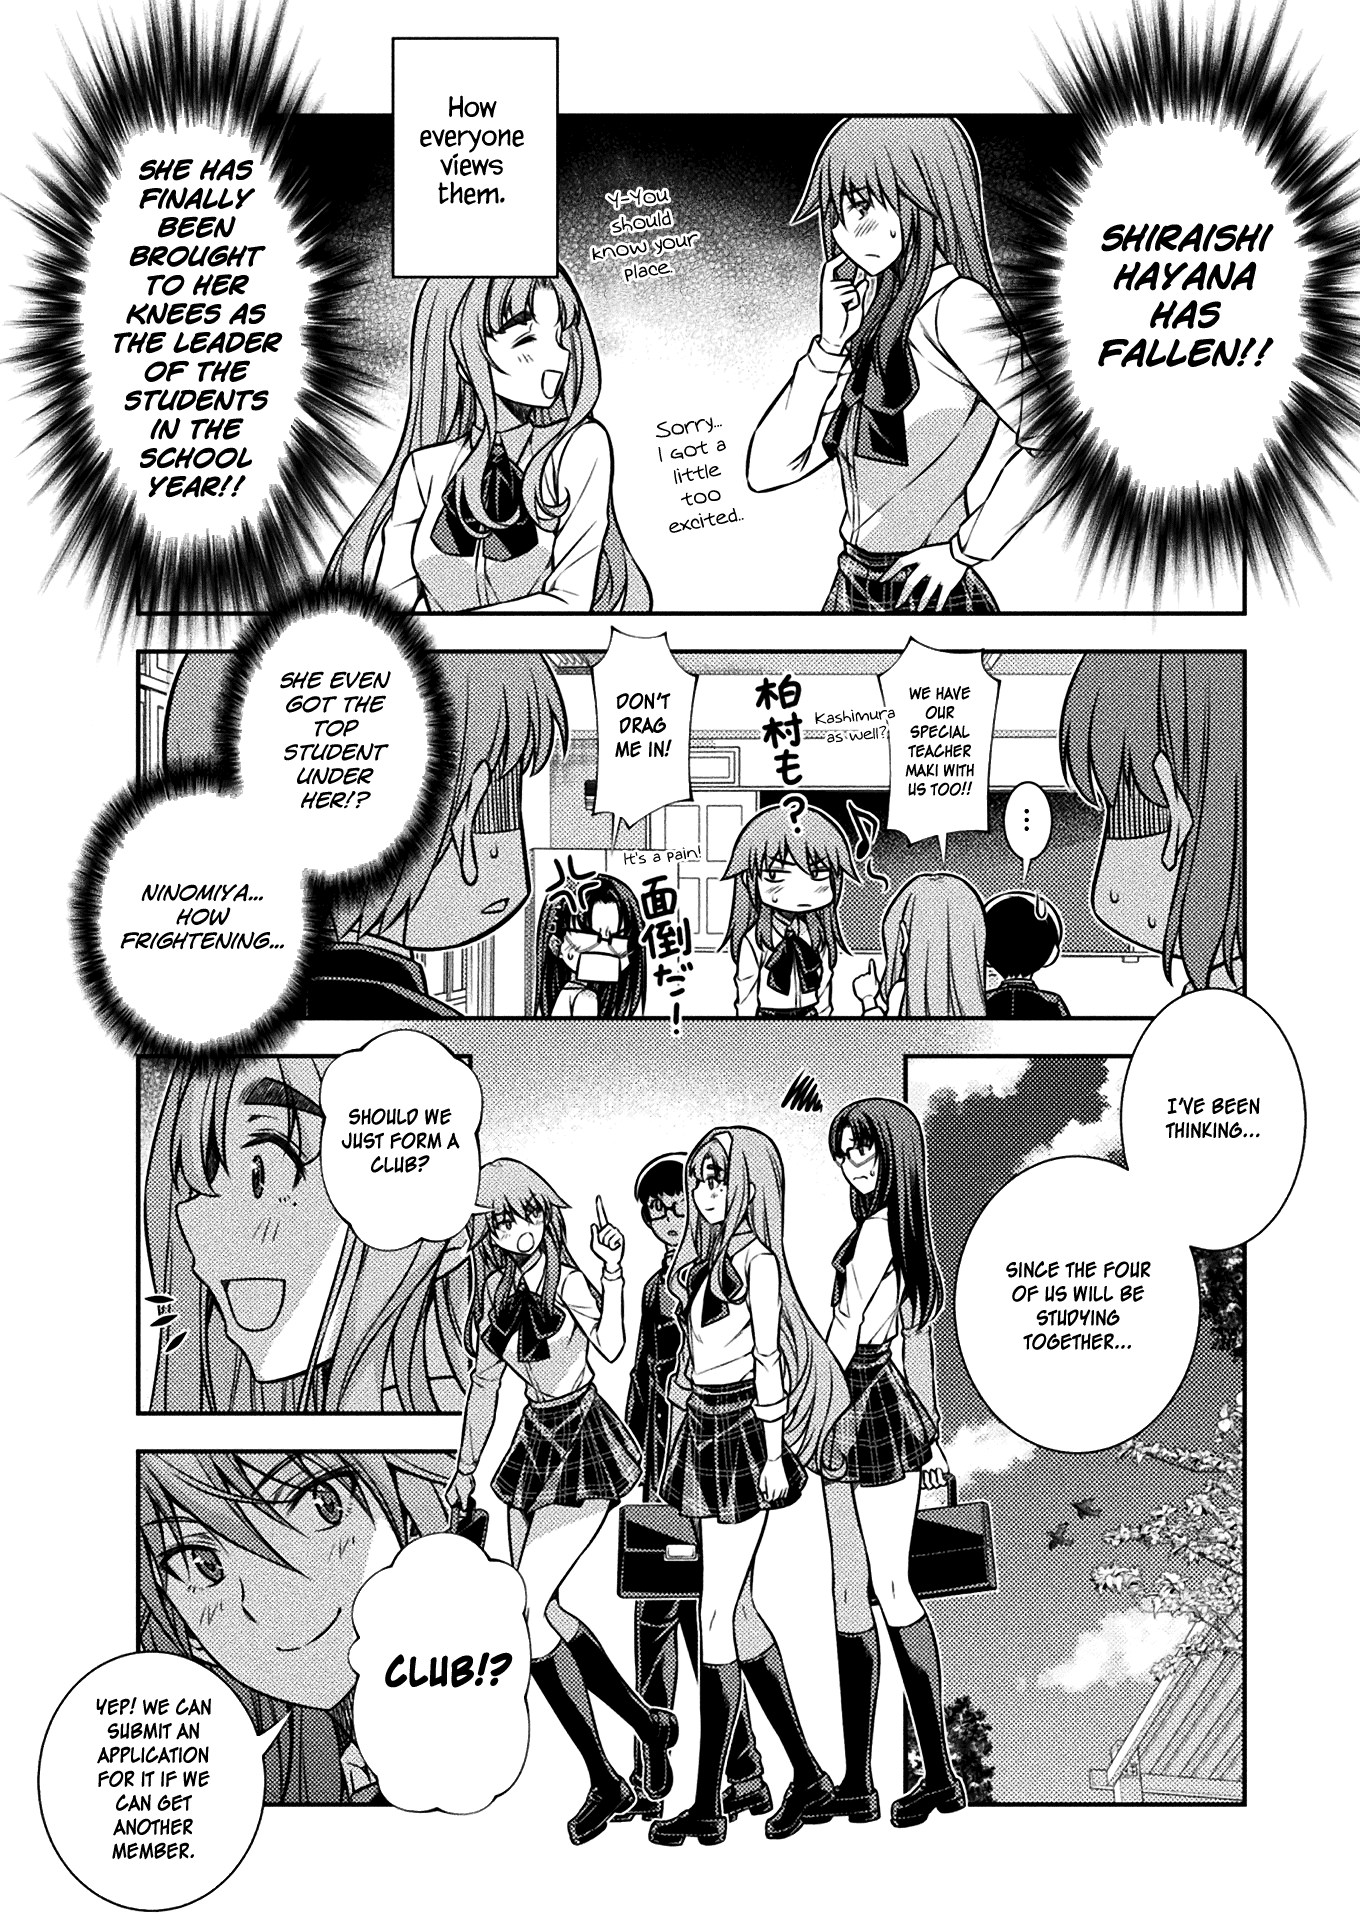 SHIRAISHI
HAYANA
HAS
FALLEN!!
How
everyone
views
them.
Y-You
should
know your
place.
Sorry...
I got a
little
too
excited..
SHE HAS
FINALLY
BEEN
BROUGHT
TO HER
KNEES AS
THE LEADER
OF THE
STUDENTS
IN THE
SCHOOL
YEAR!!
WE HAVE
OUR
SPECIAL
TEACHER
MAKI WITH
US TOO!!
...
柏村も?
Kashimura
as well?
DON'T
DRAG
ME IN!
It's a pain!
面倒だ!
SHE EVEN
GOT THE
TOP
STUDENT
UNDER
HER!?
NINOMIYA...
HOW
FRIGHTENING...
I'VE BEEN
THINKING...
SINCE THE FOUR
OF US WILL BE
STUDYING
TOGETHER...
SHOULD WE
JUST FORM A
CLUB?
CLUB!?
YEP! WE CAN
SUBMIT AN
APPLICATION
FOR IT IF WE
CAN GET
ANOTHER
MEMBER.